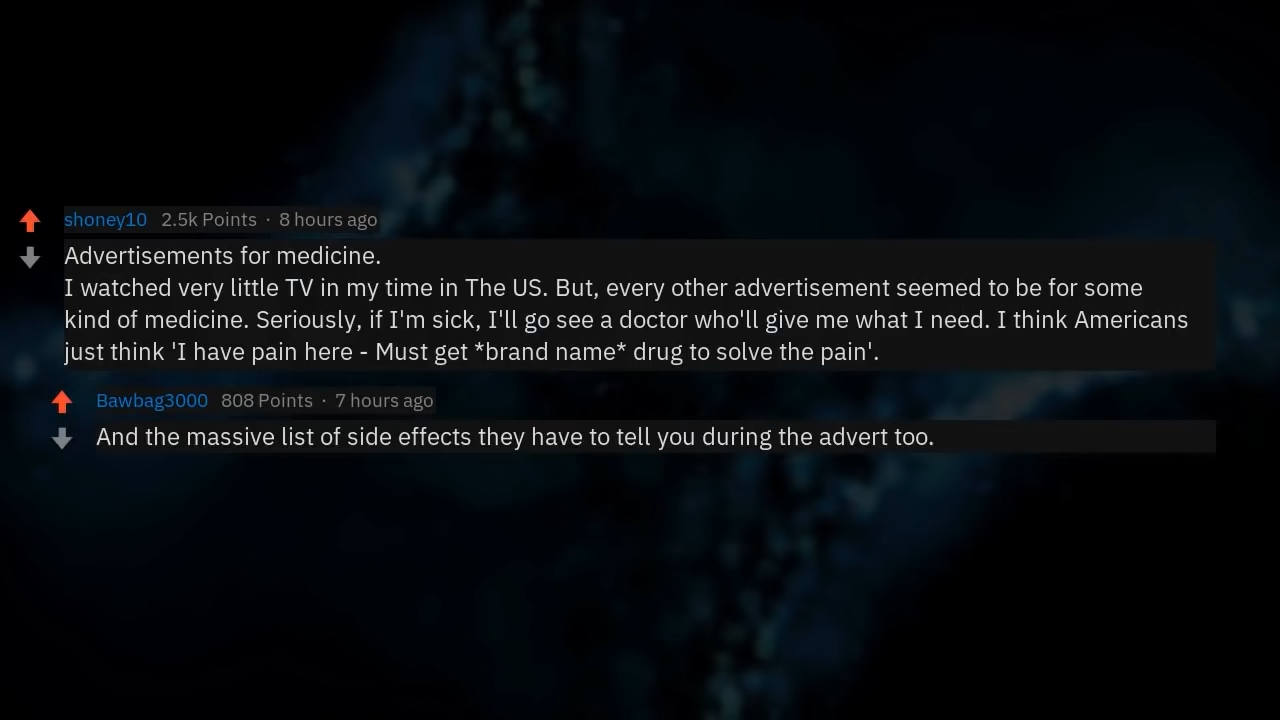 shoney10 2.5k Points · 8 hours ago
Advertisements for medicine.
I watched very little TV in my time in The US. But, every other advertisement seemed to be for some
kind of medicine. Seriously, if I'm sick, I'll go see a doctor who'll give me what I need. I think Americans
just think 'I have pain here - Must get *brand name* drug to solve the pain'.
Bawbag3000 808 Points · 7 hours ago
And the massive list of side effects they have to tell you during the advert too.